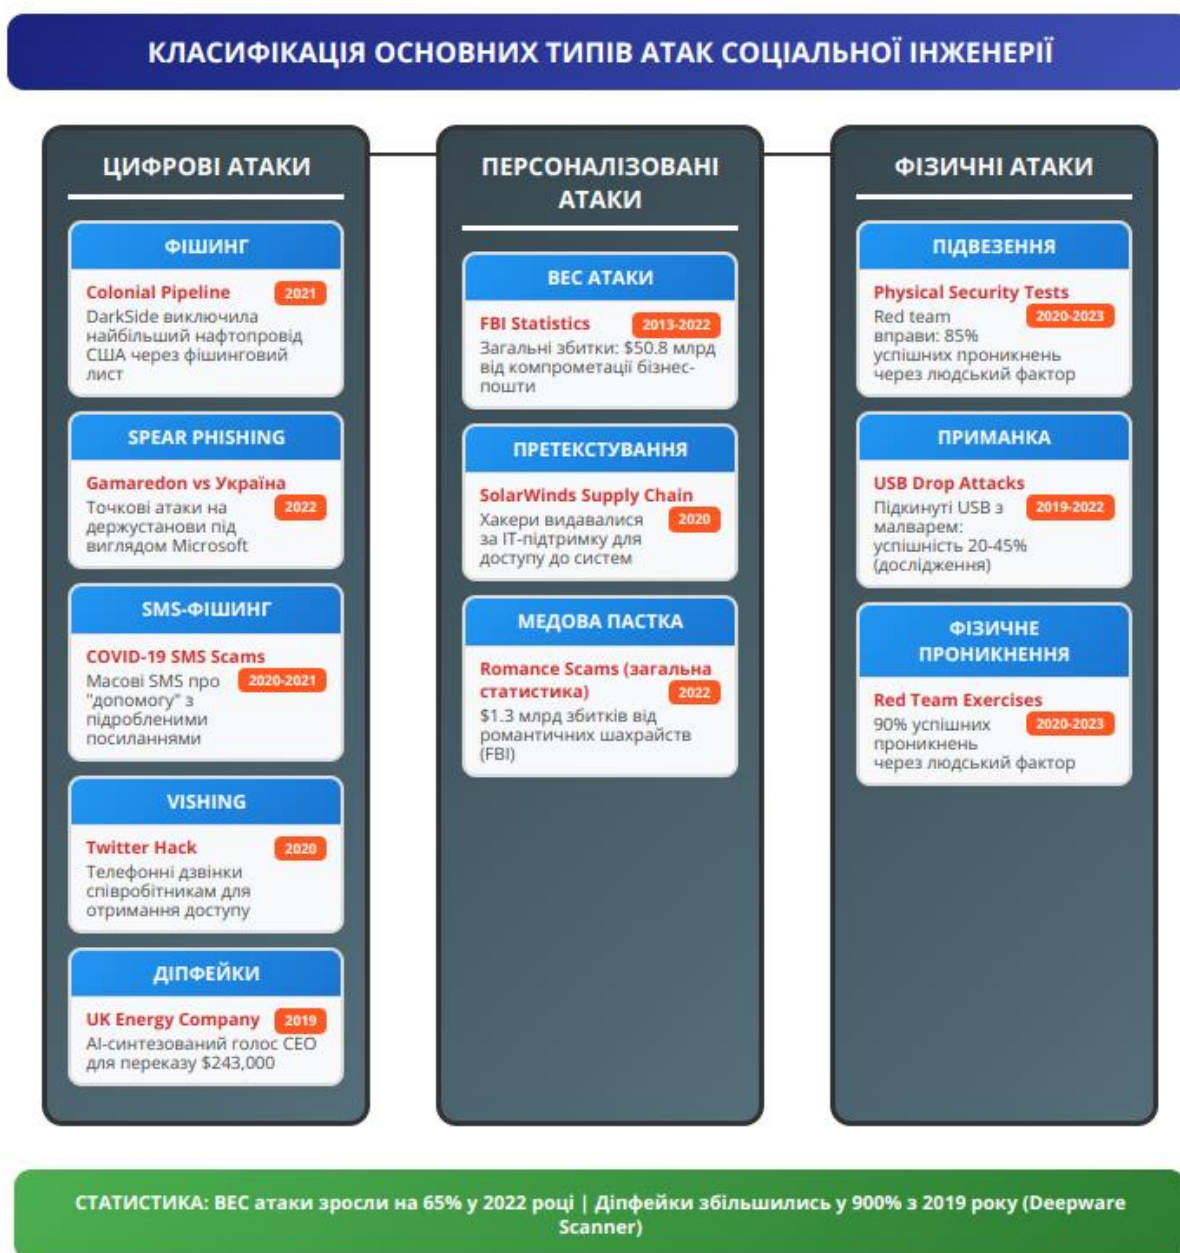 КЛАСИФІКАЦІЯ ОСНОВНИХ ТИПІВ АТАК СОЦІАЛЬНОЇ ІНЖЕНЕРІЇ
ЦИФРОВІ АТАКИ
ФІШИНГ
Colonial Pipeline 2021
DarkSide виключила
найбільший нафтопровід
США через фішинговий
лист
SPEAR PHISHING
Gamaredon vs Україна
Точкові атаки на 2022
держустанови під
виглядом Microsoft
SMS-ФІШИНГ
COVID-19 SMS Scams
Масові SMS про 2020-2021
"допомогу" з
підробленими
посиланнями
VISHING
Twitter Hack 2020
Телефонні дзвінки
співробітникам для
отримання доступу
ДІПФЕЙКИ
UK Energy Company 2019
AI-синтезований голос CEO
для переказу $243,000
ПЕРСОНАЛІЗОВАНІ
АТАКИ
BEC АТАКИ
FBI Statistics 2013-2022
Загальні збитки: $50.8 млрд
від компрометації бізнес-
пошти
ПРЕТЕКСТУВАННЯ
SolarWinds Supply Chain
Хакери видавалися 2020
за ІТ-підтримку для
доступу до систем
МЕДОВА ПАСТКА
Romance Scams (загальна
статистика) 2022
$1.3 млрд збитків від
романтичних шахрайств
(FBI)
ФІЗИЧНІ АТАКИ
ПІДВЕЗЕННЯ
Physical Security Tests
Red team 2020-2023
вправи: 85%
успішних проникнень
через людський фактор
ПРИМАНКА
USB Drop Attacks
Підкинуті USB з 2019-2022
малварем:
успішність 20-45%
(дослідження)
ФІЗИЧНЕ
ПРОНИКНЕННЯ
Red Team Exercises
90% успішних 2020-2023
проникнень
через людський фактор
СТАТИСТИКА: BEC атаки зросли на 65% у 2022 році | Діпфейки збільшились у 900% з 2019 року (Deepware
Scanner)